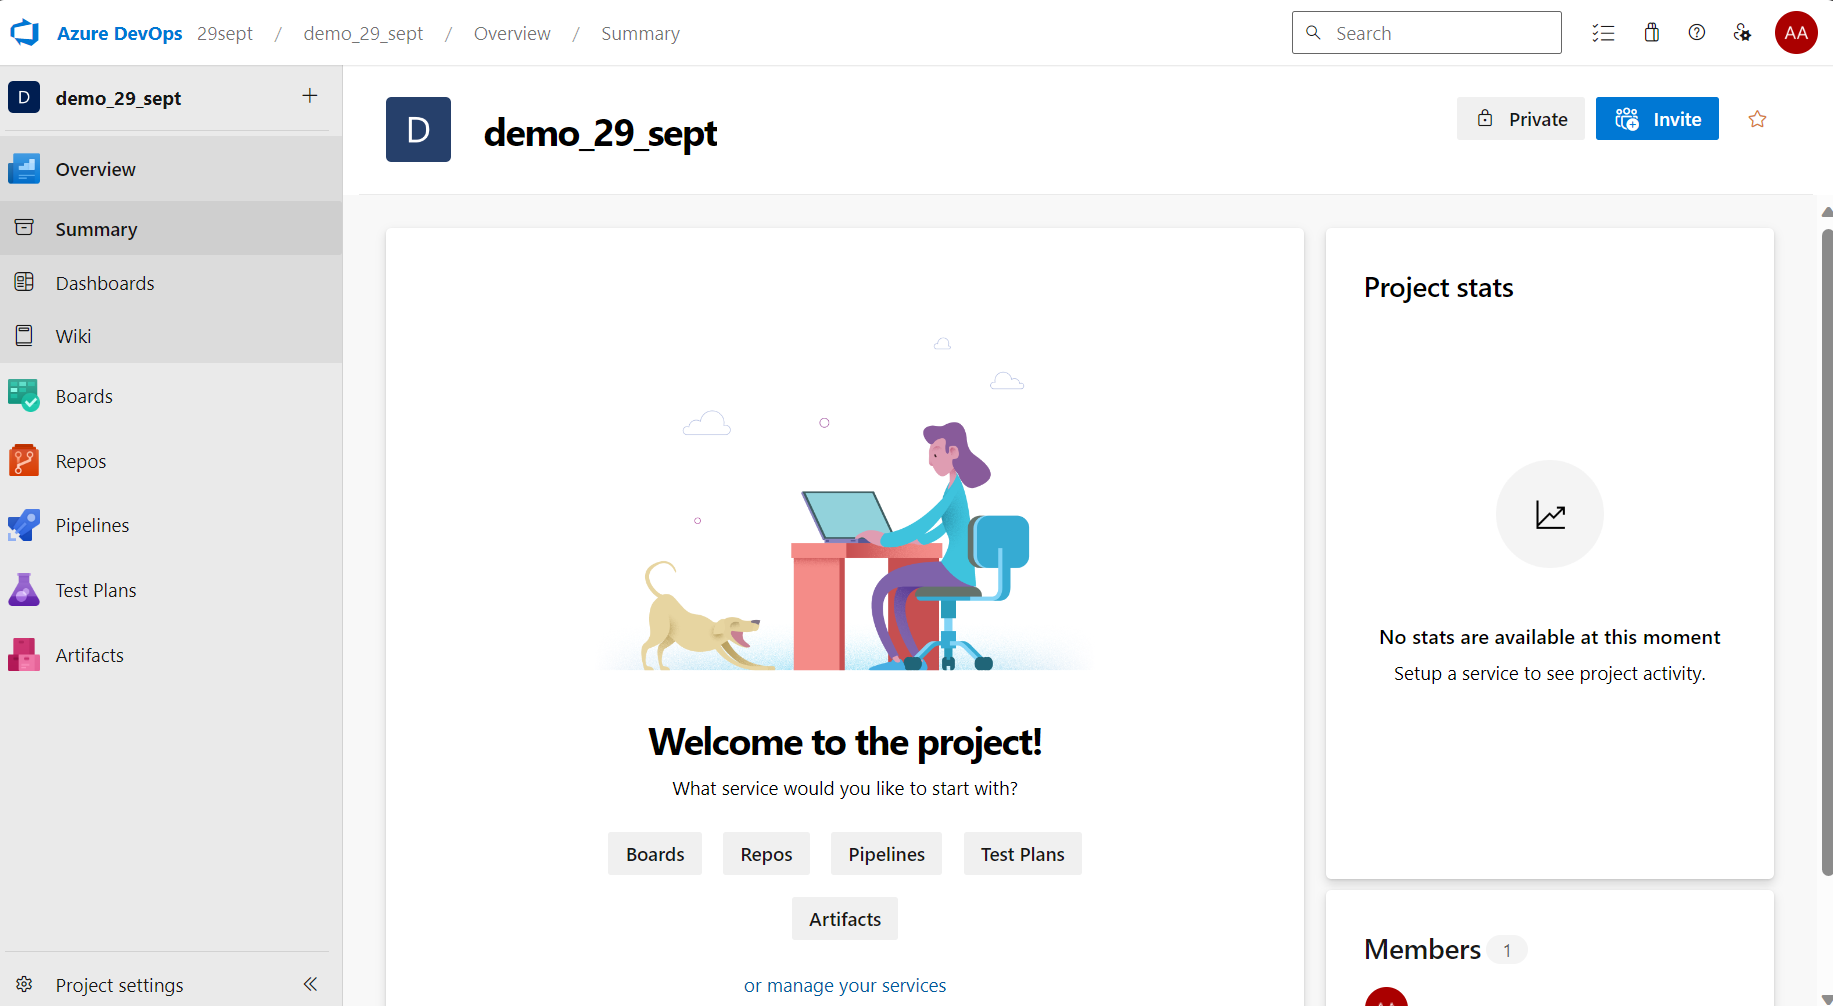 Azure DevOps 29sept / demo_29_sept / Overview / Summary
Search
AA
D demo_29_sept +
Overview
Summary
Dashboards
Wiki
Boards
Repos
Pipelines
Test Plans
Artifacts
Project settings
D demo_29_sept
Private
Invite
Welcome to the project!
What service would you like to start with?
Boards Repos Pipelines Test Plans
Artifacts
or manage your services
Project stats
No stats are available at this moment
Setup a service to see project activity.
Members 1